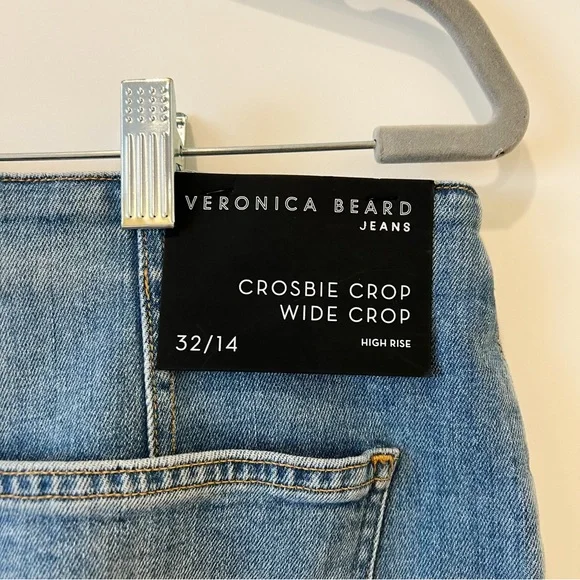 VERONICA BEARD
JEANS
CROSBIE CROP
WIDE CROP
32/14
HIGH RISE